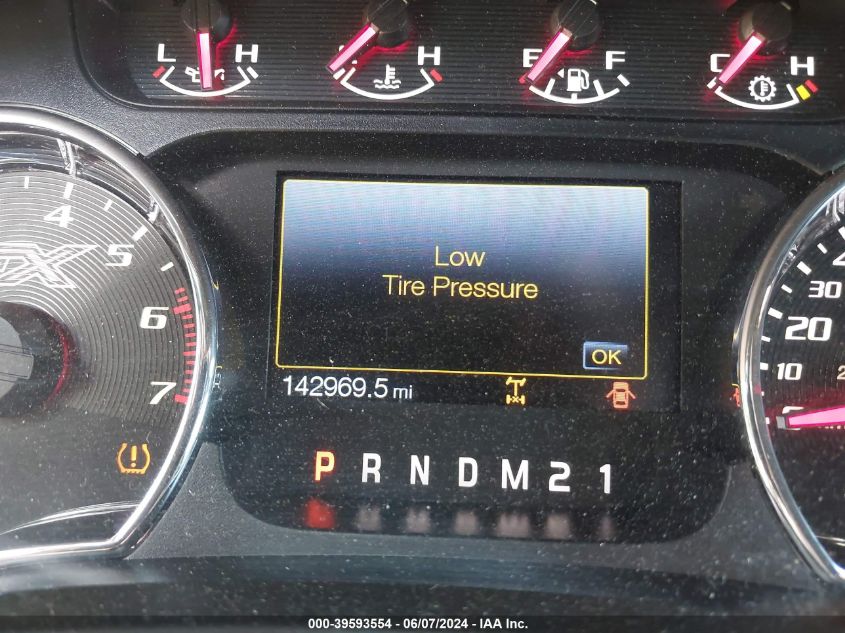 L H C H E F C H
4
5
6
7
Low
Tire Pressure
OK
142969.5 mi
30
20
10
P R N D M 2 1
000-39593554 - 06/07/2024 - IAA Inc.